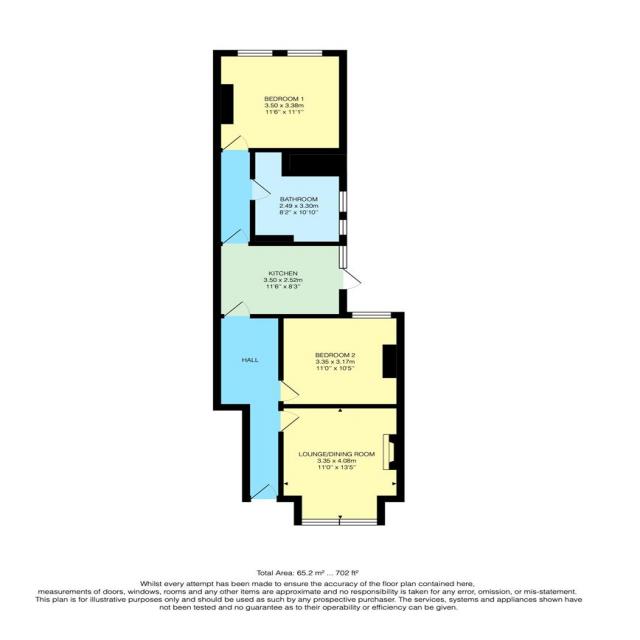 BEDROOM 1
3.50 x 3.38m
11'6" x 11'1"
BATHROOM
2.49 x 3.30m
8'2" x 10'10"
KITCHEN
3.50 x 2.52m
11'6" x 8'3"
HALL
BEDROOM 2
3.35 x 3.17m
11'0" x 10'5"
LOUNGE/DINING ROOM
3.35 x 4.08m
11'0" x 13'5"
Total Area: 65.2 m² ... 702 ft²
Whilst every attempt has been made to ensure the accuracy of the floor plan contained here,
measurements of doors, windows, rooms and any other items are approximate and no responsibility is taken for any error, omission, or mis-statement.
This plan is for illustrative purposes only and should be used as such by any prospective purchaser. The services, systems and appliances shown have
not been tested and no guarantee as to their operability or efficiency can be given.